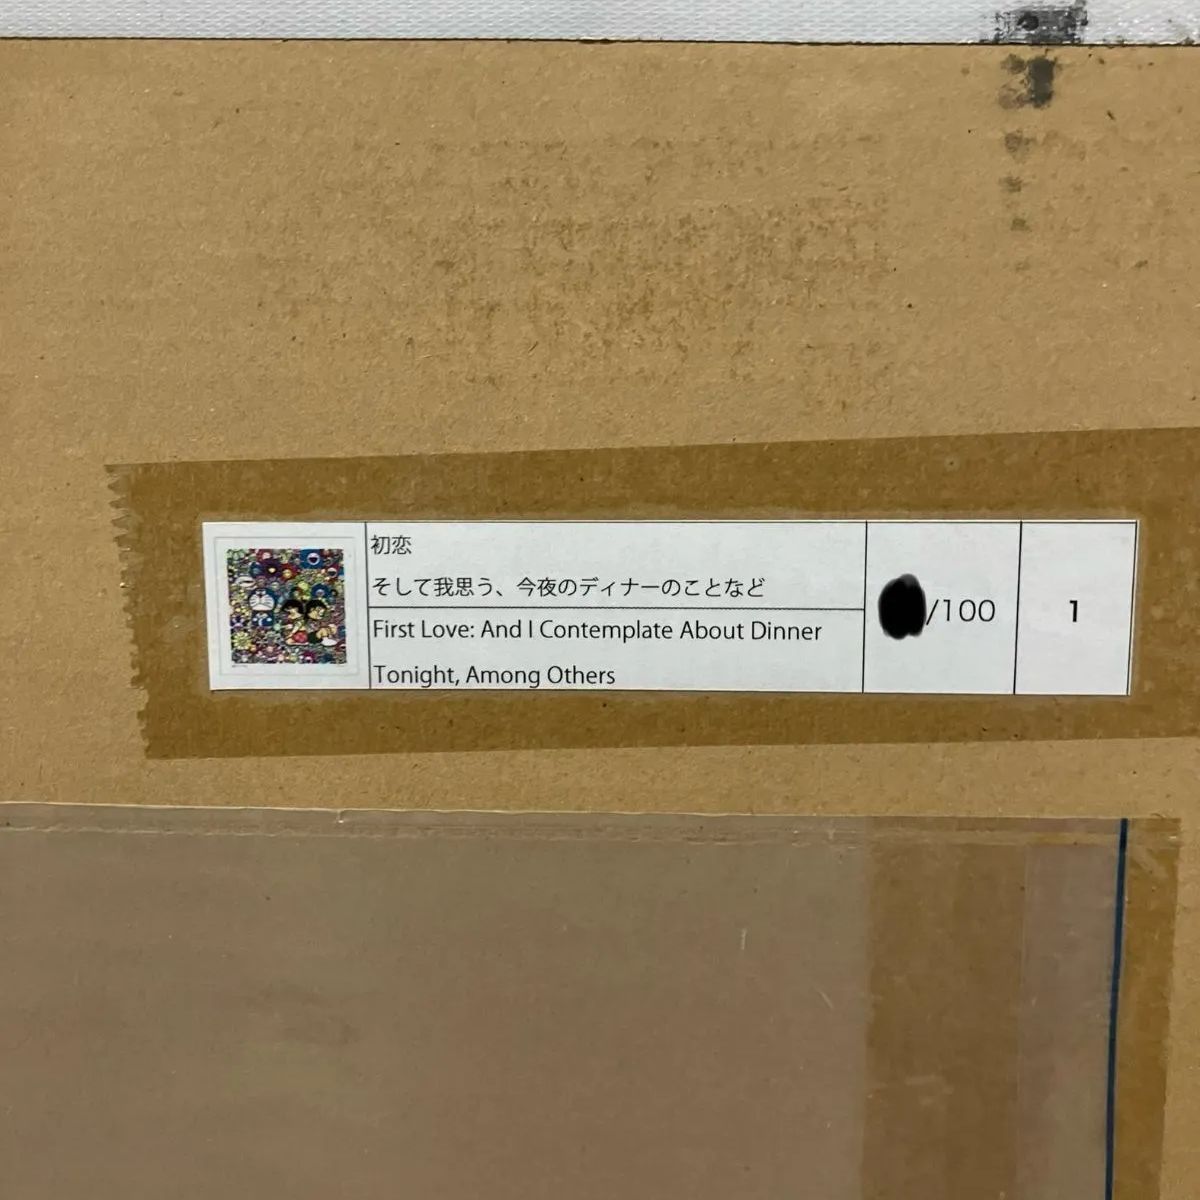 初恋
そして我思う、今夜のディナーのことなど
First Love: And I Contemplate About Dinner
Tonight, Among Others
/100
1